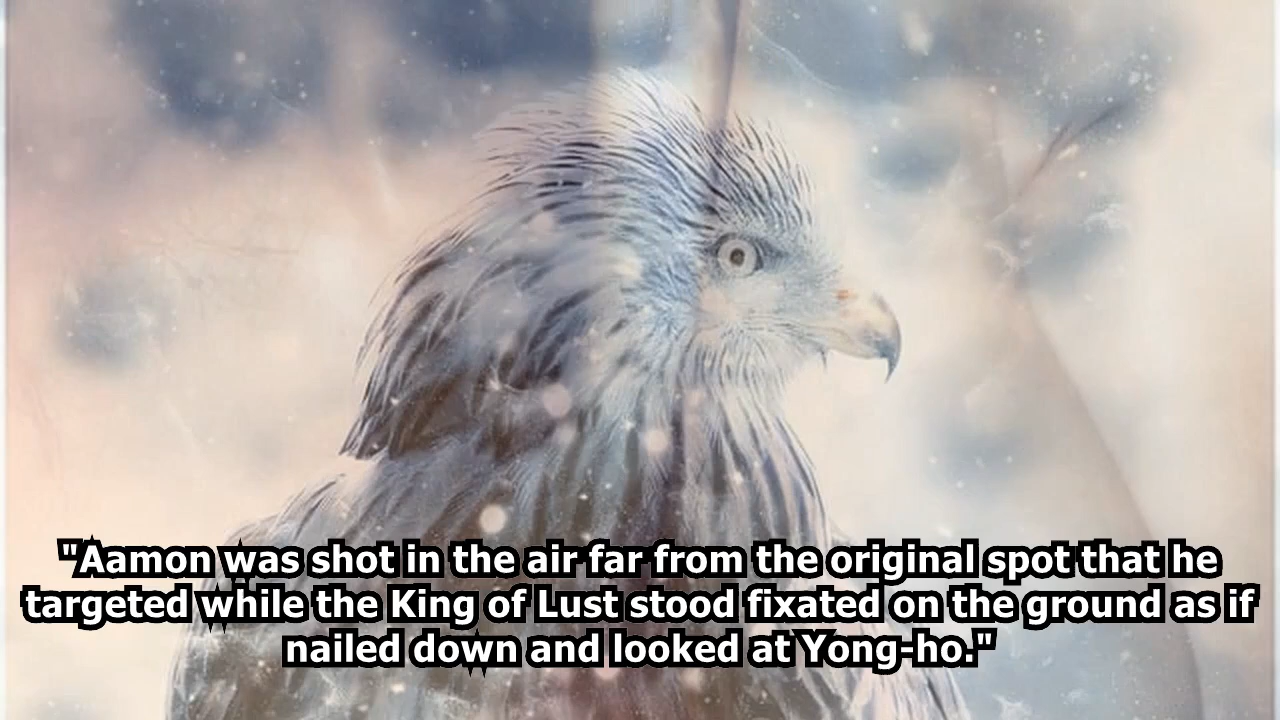 "Aamon was shot in the air far from the original spot that he
targeted while the King of Lust stood fixated on the ground as if
nailed down and looked at Yong-ho."